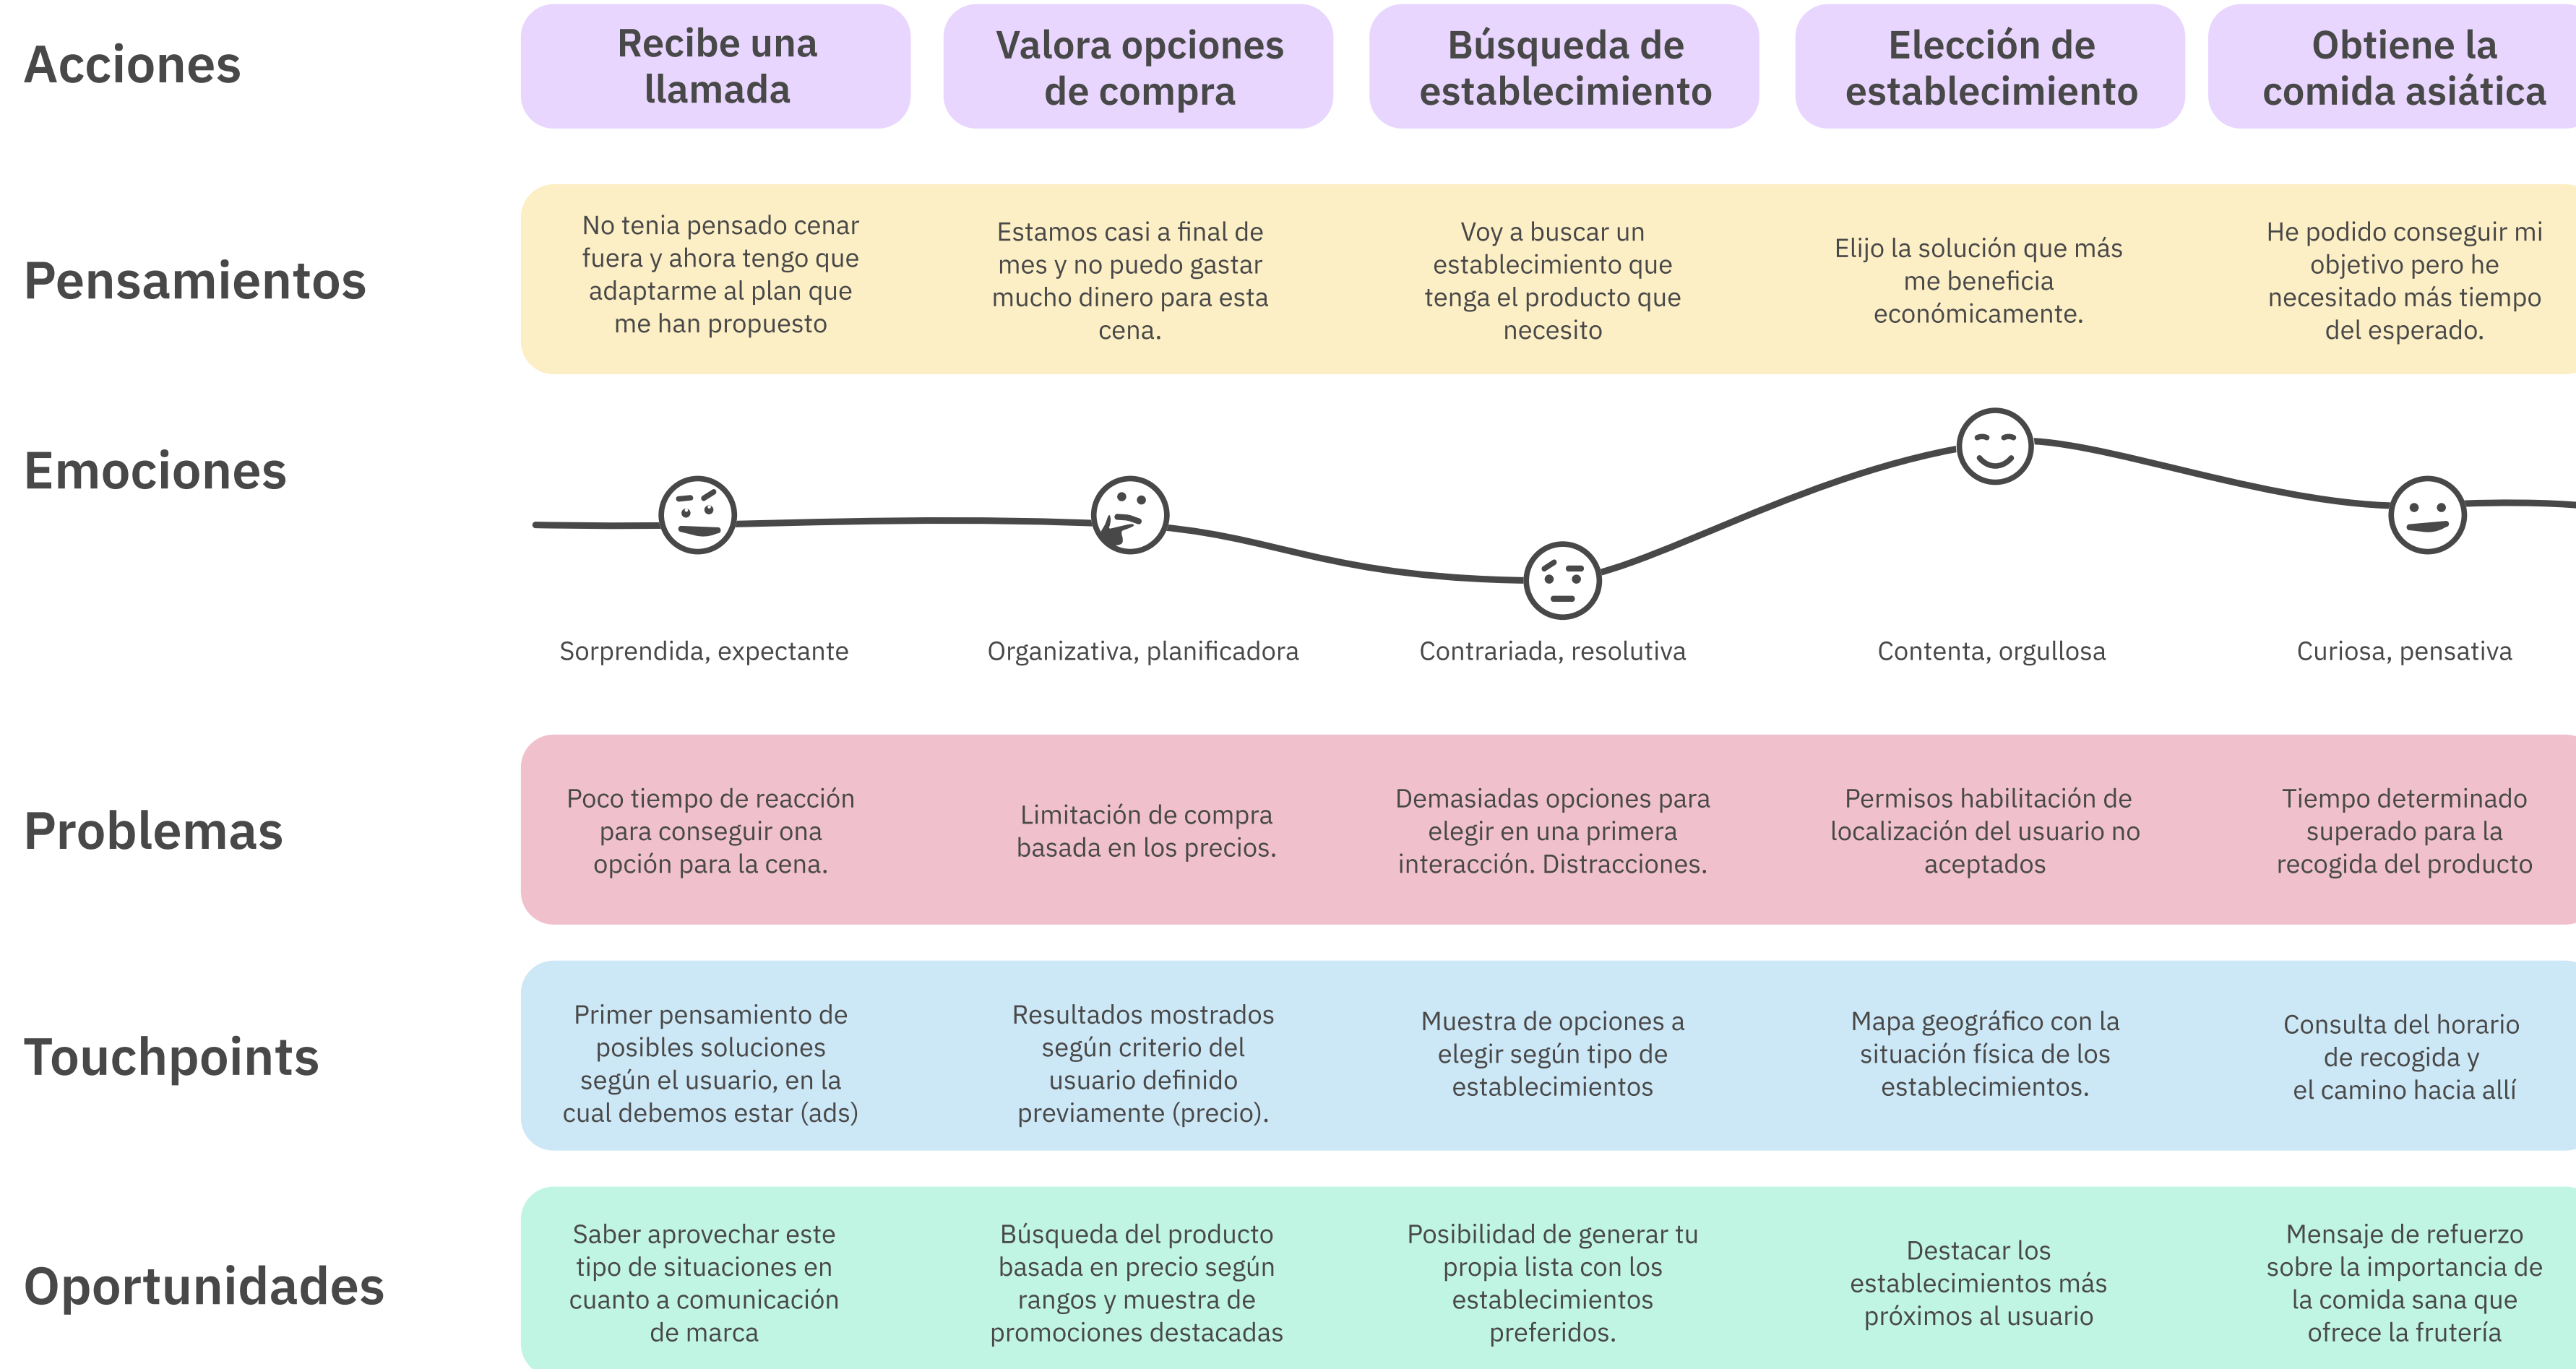 Acciones
Recibe una
llamada
Valora opciones
de compra
Búsqueda de
establecimiento
Elección de
establecimiento
Obtiene la
comida asiática
Pensamientos
No tenia pensado cenar
fuera y ahora tengo que
adaptarme al plan que
me han propuesto
Estamos casi a final de
mes y no puedo gastar
mucho dinero para esta
cena.
Voy a buscar un
establecimiento que
tenga el producto que
necesito
Elijo la solución que más
me beneficia
económicamente.
He podido conseguir mi
objetivo pero he
necesitado más tiempo
del esperado.
Emociones
Sorprendida, expectante
Organizativa, planificadora
Contrariada, resolutiva
Contenta, orgullosa
Curiosa, pensativa
Problemas
Poco tiempo de reacción
para conseguir ona
opción para la cena.
Limitación de compra
basada en los precios.
Demasiadas opciones para
elegir en una primera
interacción. Distracciones.
Permisos habilitación de
localización del usuario no
aceptados
Tiempo determinado
superado para la
recogida del producto
Touchpoints
Primer pensamiento de
posibles soluciones
según el usuario, en la
cual debemos estar (ads)
Resultados mostrados
según criterio del
usuario definido
previamente (precio).
Muestra de opciones a
elegir según tipo de
establecimientos
Mapa geográfico con la
situación física de los
establecimientos.
Consulta del horario
de recogida y
el camino hacia allí
Oportunidades
Saber aprovechar este
tipo de situaciones en
cuanto a comunicación
de marca
Búsqueda del producto
basada en precio según
rangos y muestra de
promociones destacadas
Posibilidad de generar tu
propia lista con los
establecimientos
preferidos.
Destacar los
establecimientos más
próximos al usuario
Mensaje de refuerzo
sobre la importancia de
la comida sana que
ofrece la frutería